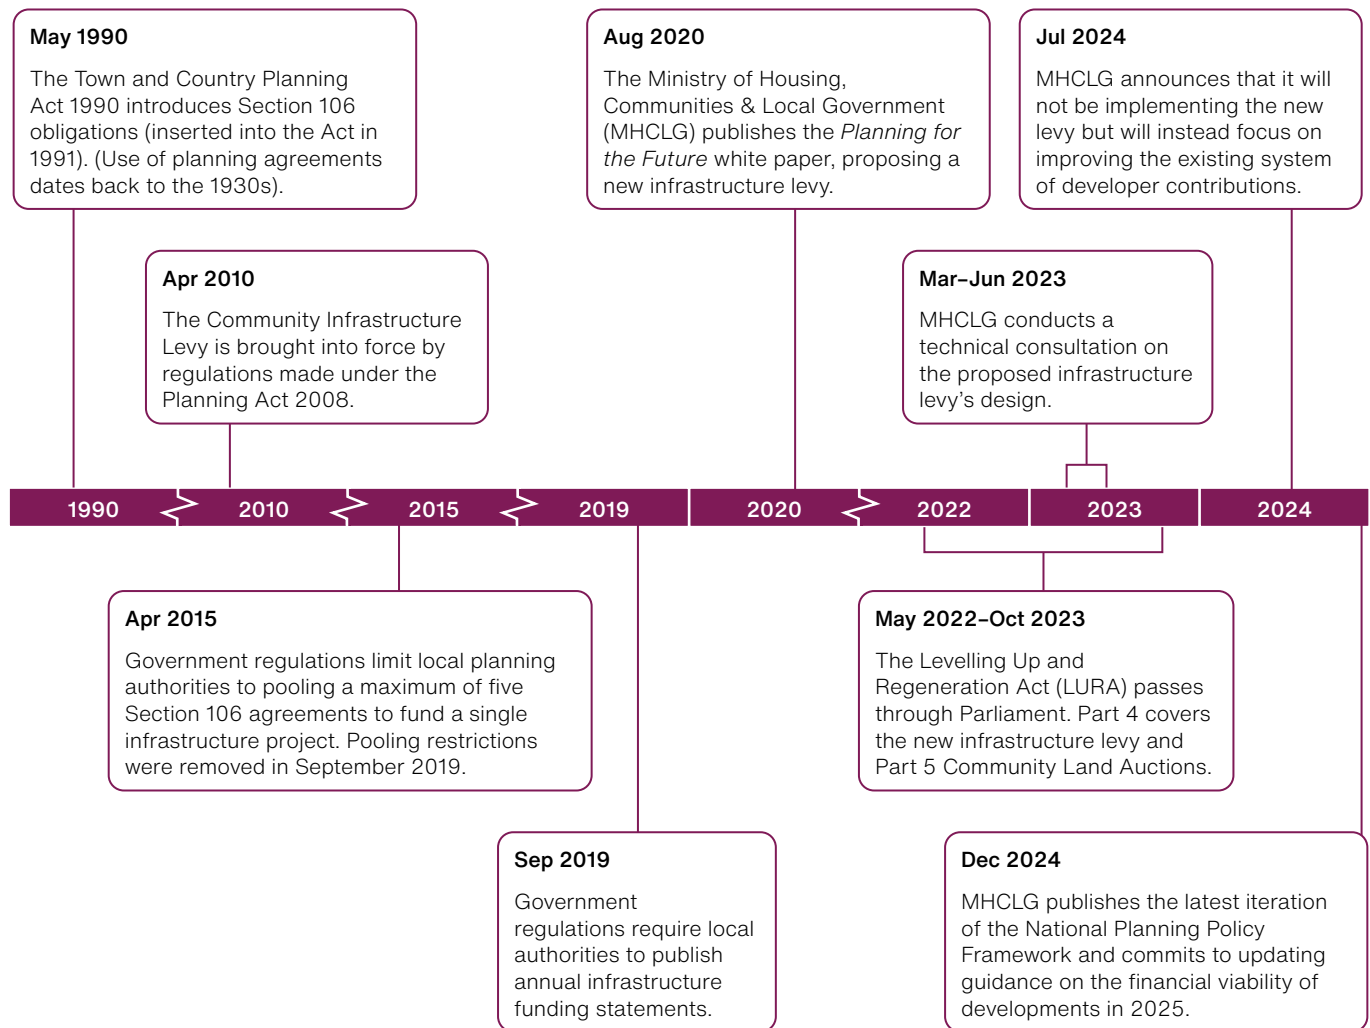 May 1990
The Town and Country Planning
Act 1990 introduces Section 106
obligations (inserted into the Act in
1991). (Use of planning agreements
dates back to the 1930s).
Aug 2020
The Ministry of Housing,
Communities & Local Government
(MHCLG) publishes the Planning for
the Future white paper, proposing a
new infrastructure levy.
Jul 2024
MHCLG announces that it will
not be implementing the new
levy but will instead focus on
improving the existing system
of developer contributions.
Apr 2010
The Community Infrastructure
Levy is brought into force by
regulations made under the
Planning Act 2008.
Mar–Jun 2023
MHCLG conducts a
technical consultation on
the proposed infrastructure
levy's design.
1990 2010 2015 2019 2020 2022 2023 2024
Apr 2015
Government regulations limit local planning
authorities to pooling a maximum of five
Section 106 agreements to fund a single
infrastructure project. Pooling restrictions
were removed in September 2019.
May 2022–Oct 2023
The Levelling Up and
Regeneration Act (LURA) passes
through Parliament. Part 4 covers
the new infrastructure levy and
Part 5 Community Land Auctions.
Sep 2019
Government
regulations require local
authorities to publish
annual infrastructure
funding statements.
Dec 2024
MHCLG publishes the latest iteration
of the National Planning Policy
Framework and commits to updating
guidance on the financial viability of
developments in 2025.